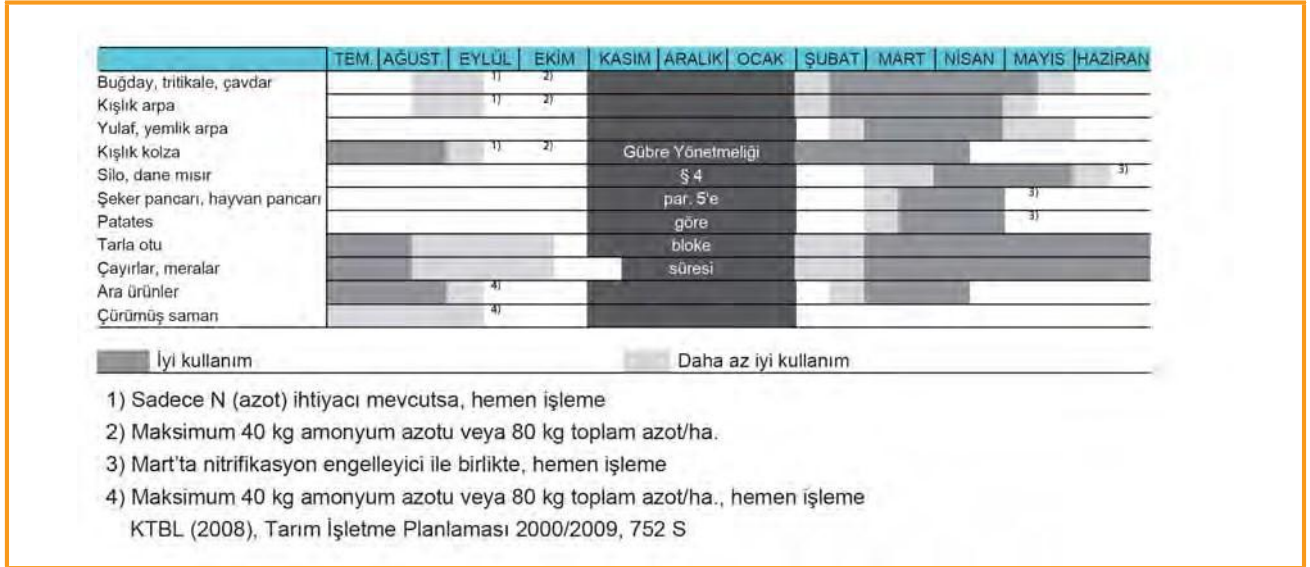 TEM. AĞUST. EYLÜL EKİM KASIM ARALIK OCAK ŞUBAT MART NİSAN MAYIS HAZİRAN
Buğday, tritikale, çavdar 1) 2)
Kışlık arpa 1) 2)
Yulaf, yemlik arpa
Kışlık kolza 1) 2) Gübre Yönetmeliği
Silo, dane mısır § 4 3)
Şeker pancarı, hayvan pancarı par. 5'e 3)
Patates göre 3)
Tarla otu bloke
Çayırlar, meralar süresi
Ara ürünler 4)
Çürümüş saman 4)
İyi kullanım Daha az iyi kullanım
1) Sadece N (azot) ihtiyacı mevcutsa, hemen işleme
2) Maksimum 40 kg amonyum azotu veya 80 kg toplam azot/ha.
3) Mart'ta nitrifikasyon engelleyici ile birlikte, hemen işleme
4) Maksimum 40 kg amonyum azotu veya 80 kg toplam azot/ha., hemen işleme
KTBL (2008), Tarım İşletme Planlaması 2000/2009, 752 S